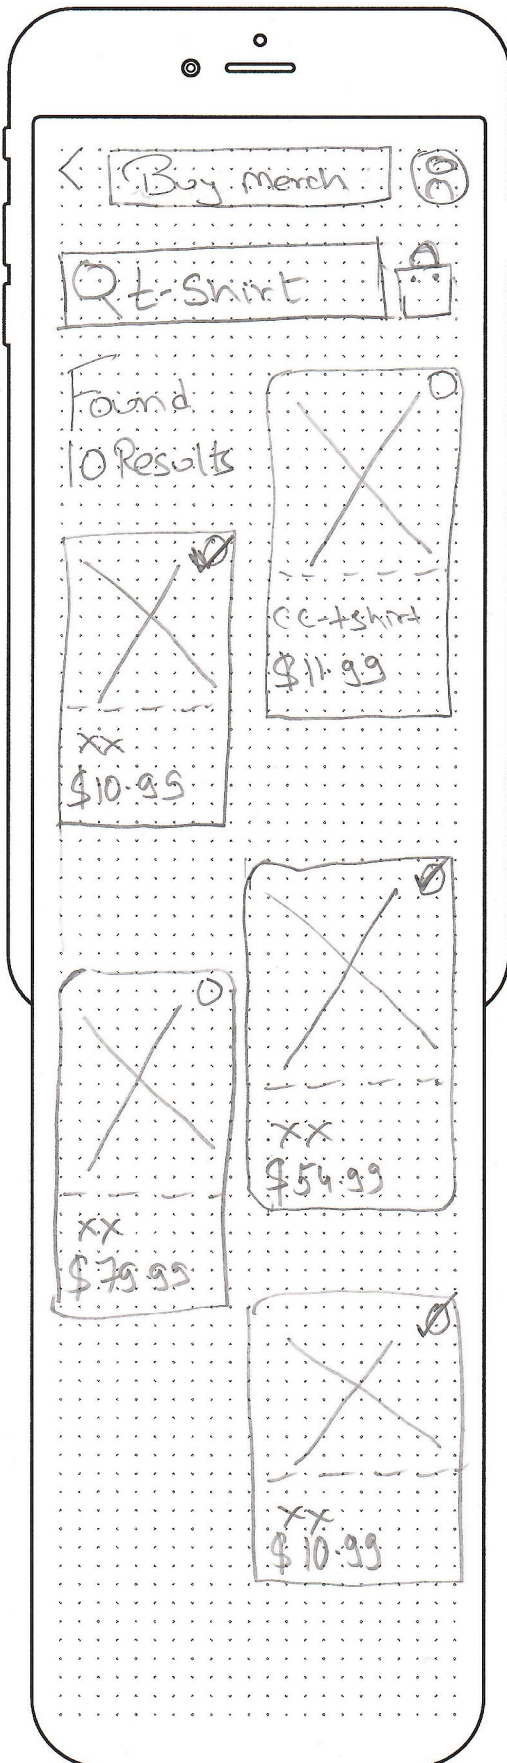 Buy merch
t-shirt
Found
10 Results
cc-tshirt
$11.99
xx
$10.99
xx
$54.99
xx
$79.99
xx
$10.99